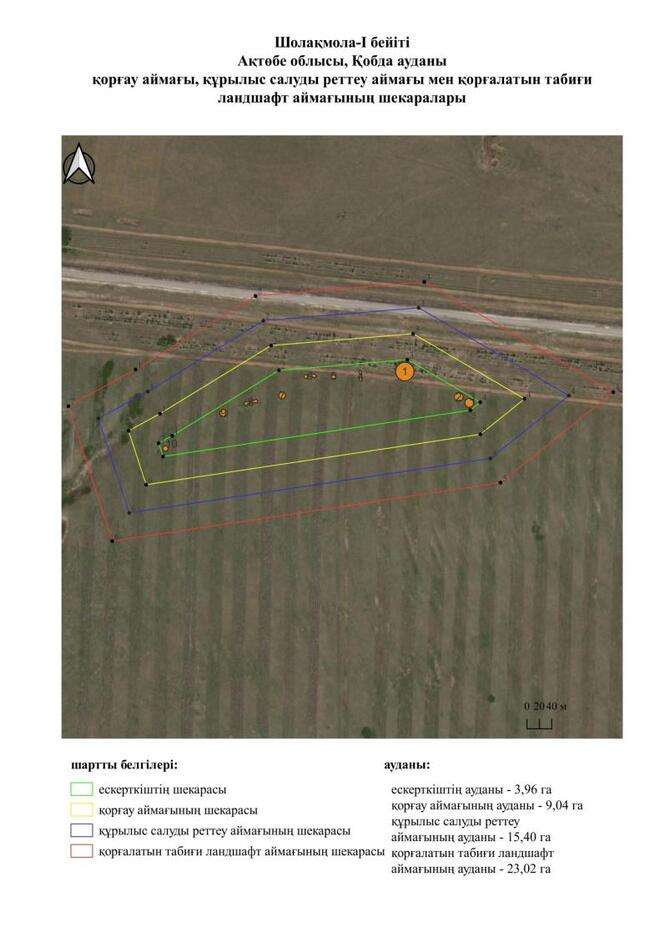 Шолақмола-I бейіті
Ақтөбе облысы, Қобда ауданы
қорғау аймағы, құрылыс салуды реттеу аймағы мен қорғалатын табиғи
ландшафт аймағының шекаралары
1
0 20 40 м
шартты белгілері:
ескерткіштің шекарасы
қорғау аймағының шекарасы
құрылыс салуды реттеу аймағының шекарасы
қорғалатын табиғи ландшафт аймағының шекарасы
ауданы:
ескерткіштің ауданы - 3,96 га
қорғау аймағының ауданы - 9,04 га
құрылыс салуды реттеу
аймағының ауданы - 15,40 га
қорғалатын табиғи ландшафт
аймағының ауданы - 23,02 га